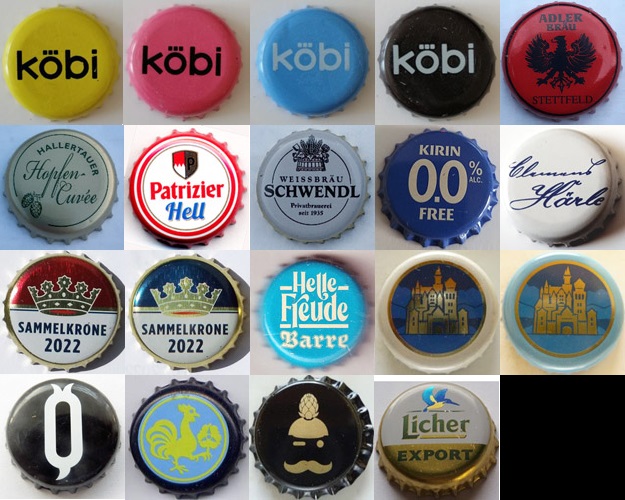 köbi
köbi
köbi
köbi
ADLER
BRÄU
STETTFELD
HALLERTAUER
Hopfen-
Cuvée
Patrizier
Hell
WEISSBRÄU
SCHWENDL
Privatbrauerei
seit 1935
KIRIN
0.0%
ALC.
FREE
Clemens
Härle
SAMMELKRONE
2022
SAMMELKRONE
2022
Helle
Freude
Barre
Licher
EXPORT